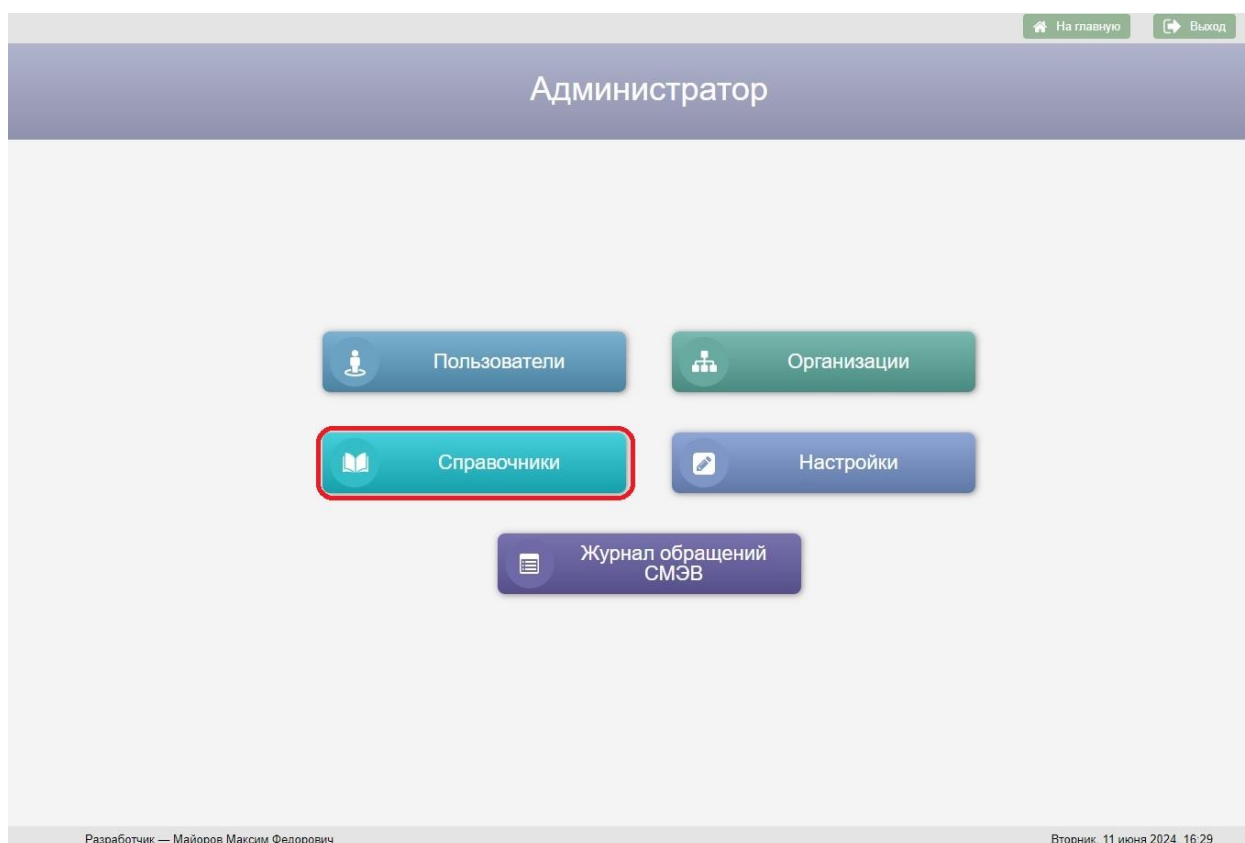 На главную
Выход
Администратор
Пользователи
Организации
Справочники
Настройки
Журнал обращений
СМЭВ
Разработчик — Майоров Максим Федорович
Вторник, 11 июня 2024, 16:29